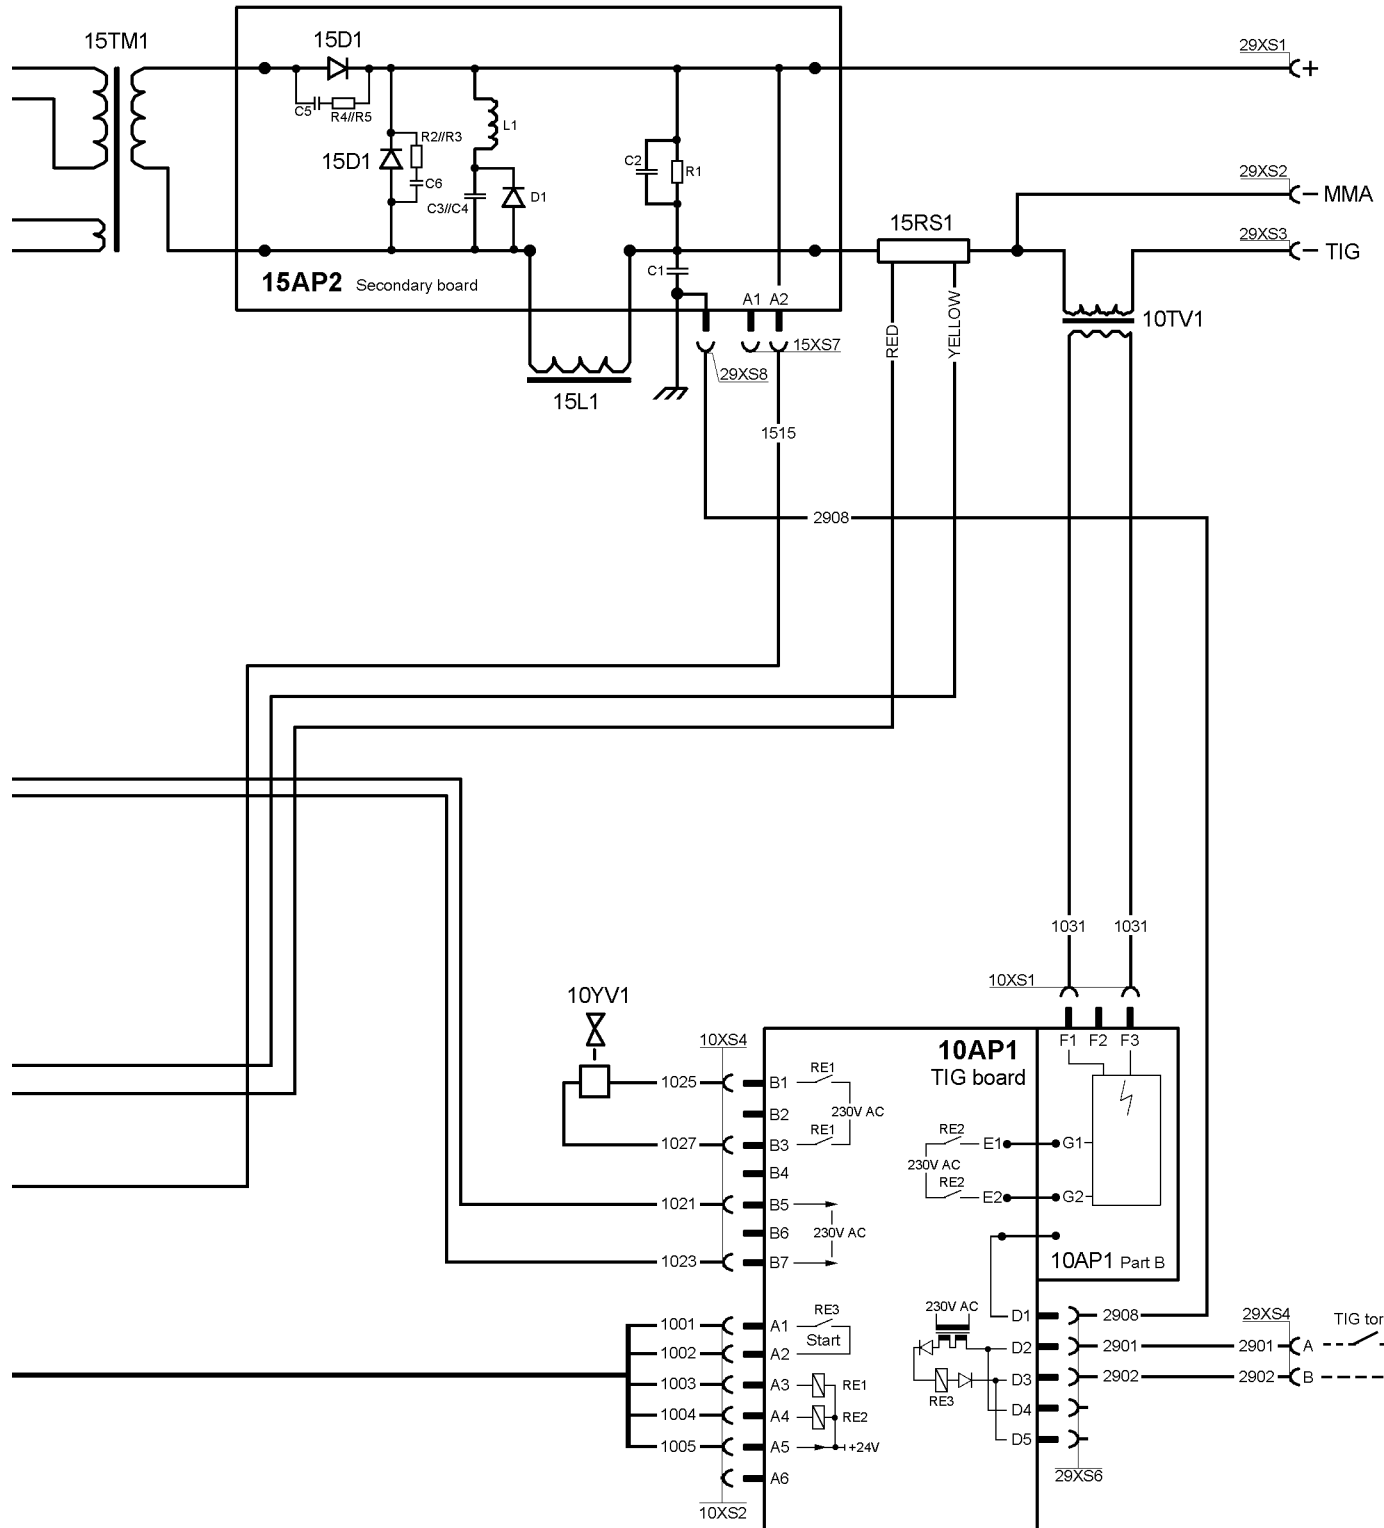 15TM1
15D1
29XS1
+
C5
R4//R5
L1
R2//R3
15D1
C6
C3//C4
D1
C2
R1
29XS2
− MMA
15RS1
29XS3
− TIG
15AP2 Secondary board
C1
A1 A2
RED
YELLOW
10TV1
15XS7
29XS8
15L1
1515
2908
1031 1031
10XS1
10YV1
10XS4
10AP1
TIG board
F1 F2 F3
1025 B1 RE1
B2 230V AC
1027 B3 RE1
B4
RE2 E1 G1
230V AC
RE2 E2 G2
1021 B5
B6 230V AC
1023 B7
10AP1 Part B
1001 A1 RE3
Start
1002 A2
1003 A3 RE1
1004 A4 RE2
1005 A5 +24V
A6
10XS2
230V AC
D1 2908
29XS4
TIG tor
D2 2901 2901 A
D3 2902 2902 B
RE3
D4
D5
29XS6